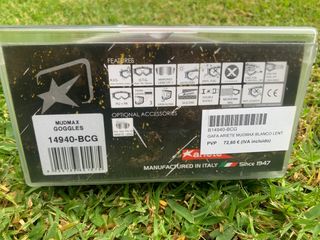 FEATURES
MUDMAX
GOGGLES
14940-BCG
OPTIONAL ACCESSORIES
B14940-BCG
GAFA ARIETE MUDMAX BLANCO LENT
PVP 72,60 € (IVA incluido)
ariete
MANUFACTURED IN ITALY Since 1947